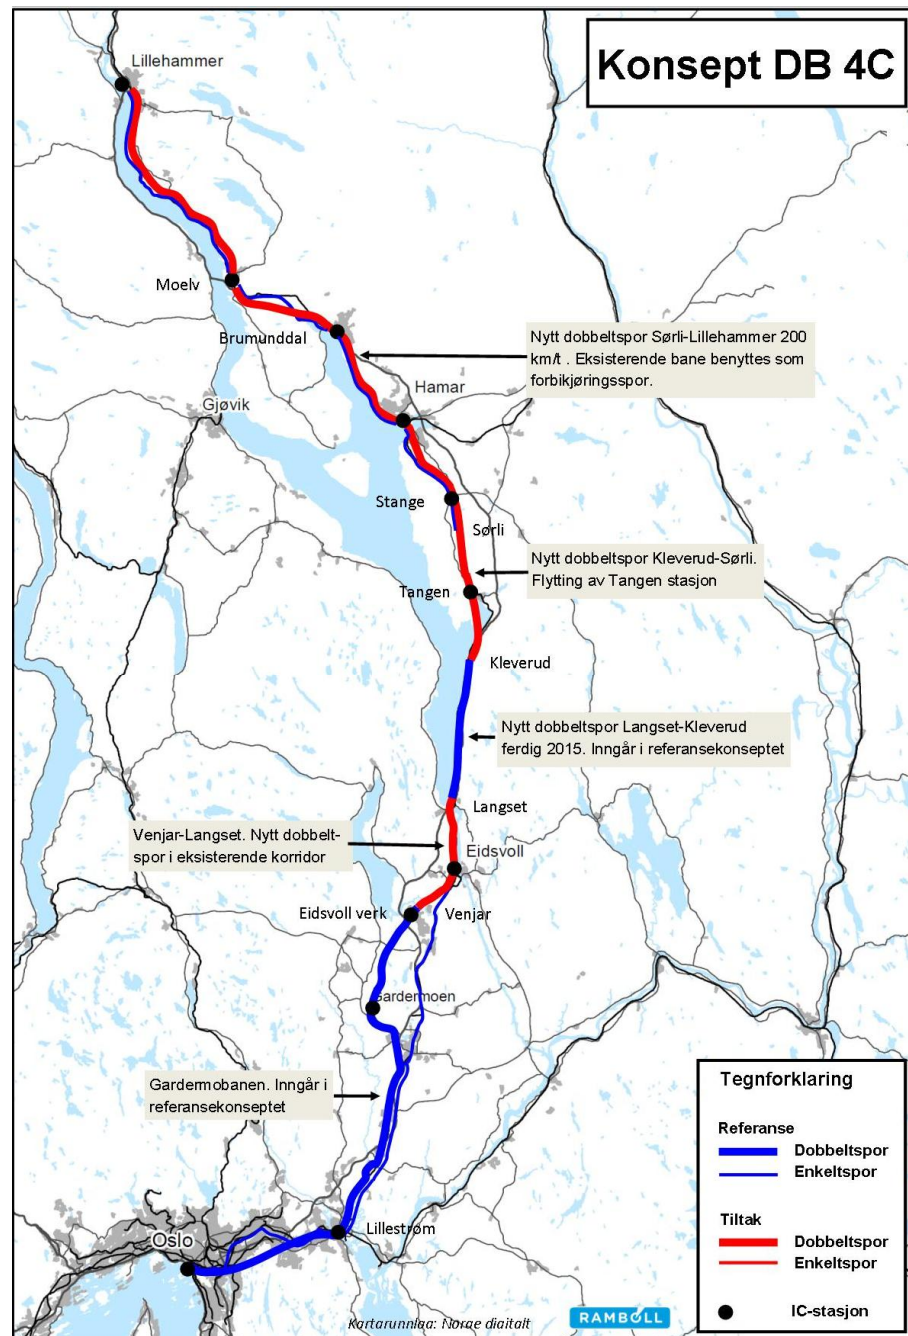 Konsept DB 4C
Lillehammer
Moelv
Brumunddal
Nytt dobbeltspor Sørli-Lillehammer 200
km/t . Eksisterende bane benyttes som
forbikjøringsspor.
Hamar
Gjøvik
Stange
Sørli
Nytt dobbeltspor Kleverud-Sørli.
Flytting av Tangen stasjon
Tangen
Kleverud
Nytt dobbeltspor Langset-Kleverud
ferdig 2015. Inngår i referansekonseptet
Langset
Venjar-Langset. Nytt dobbelt-
spor i eksisterende korridor
Eidsvoll
Eidsvoll verk
Venjar
Gardermoen
Gardermobanen. Inngår i
referansekonseptet
Lillestrøm
Oslo
Tegnforklaring
Referanse
Dobbeltspor
Enkeltspor
Tiltak
Dobbeltspor
Enkeltspor
IC-stasjon
Kartgrunnlag: Norge digitalt
RAMBOLL